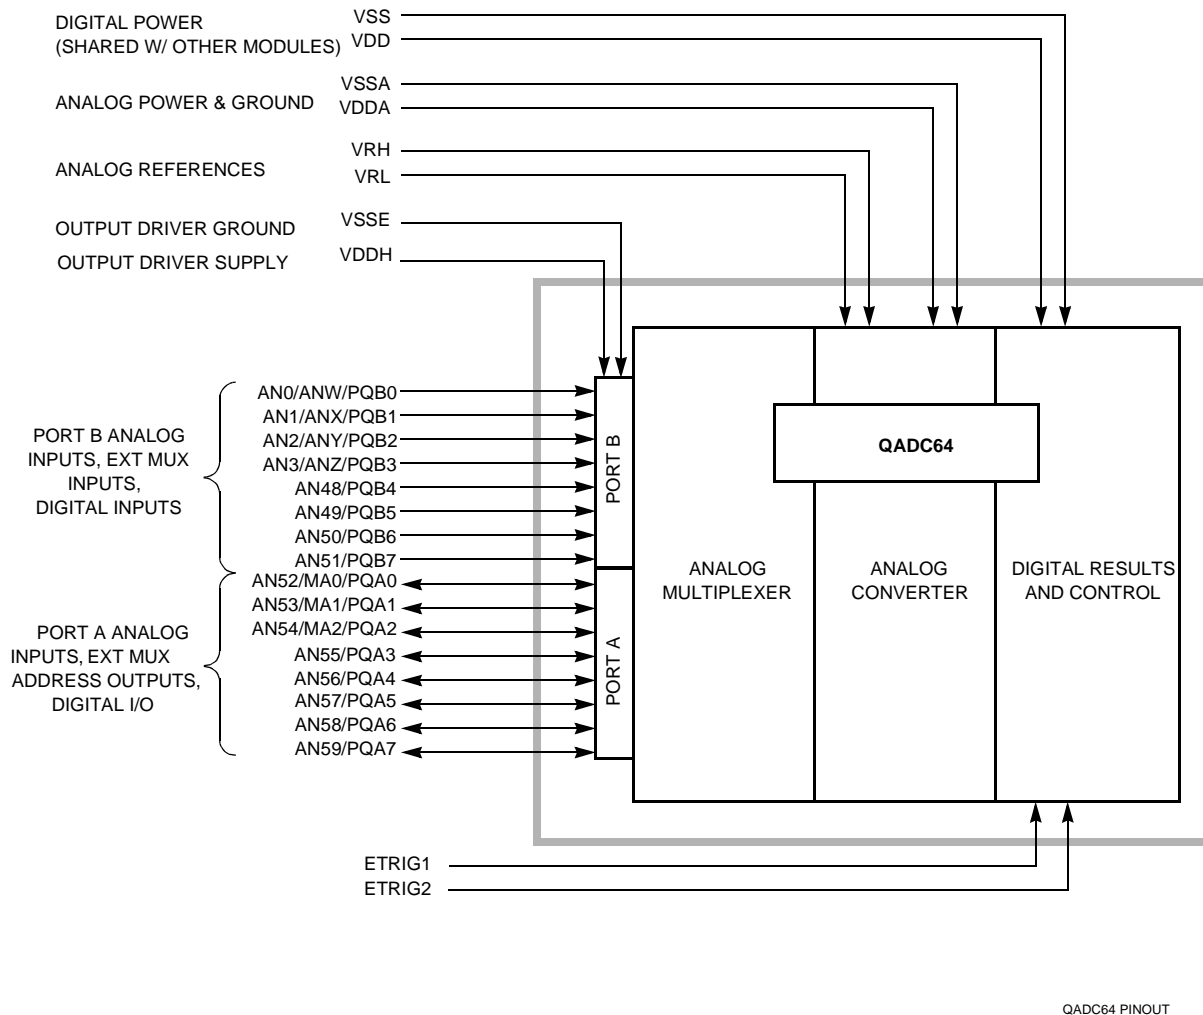 DIGITAL POWER
(SHARED W/ OTHER MODULES)
VSS
VDD
ANALOG POWER & GROUND
VSSA
VDDA
ANALOG REFERENCES
VRH
VRL
OUTPUT DRIVER GROUND
VSSE
OUTPUT DRIVER SUPPLY
VDDH
PORT B ANALOG
INPUTS, EXT MUX
INPUTS,
DIGITAL INPUTS
AN0/ANW/PQB0
AN1/ANX/PQB1
AN2/ANY/PQB2
AN3/ANZ/PQB3
AN48/PQB4
AN49/PQB5
AN50/PQB6
AN51/PQB7
PORT A ANALOG
INPUTS, EXT MUX
ADDRESS OUTPUTS,
DIGITAL I/O
AN52/MA0/PQA0
AN53/MA1/PQA1
AN54/MA2/PQA2
AN55/PQA3
AN56/PQA4
AN57/PQA5
AN58/PQA6
AN59/PQA7
PORT B
PORT A
QADC64
ANALOG
MULTIPLEXER
ANALOG
CONVERTER
DIGITAL RESULTS
AND CONTROL
ETRIG1
ETRIG2
QADC64 PINOUT